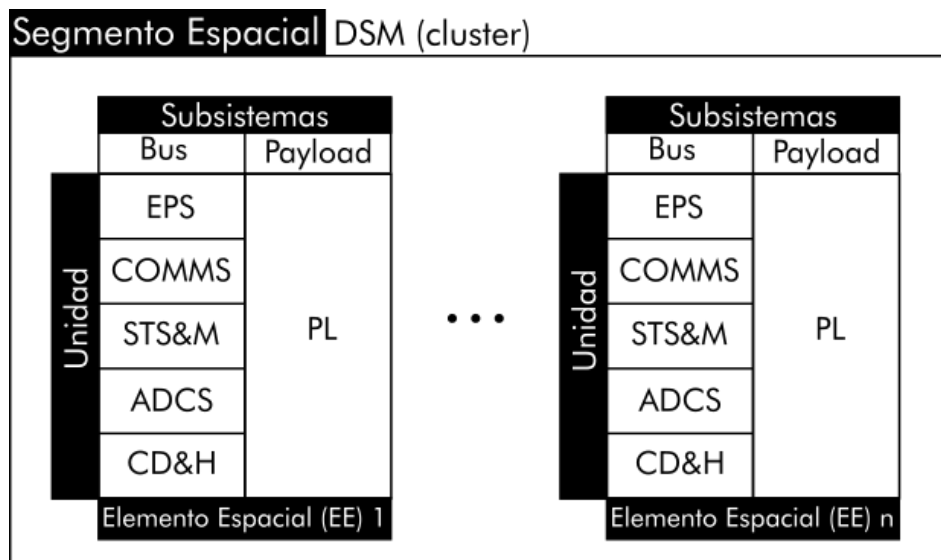 Segmento Espacial DSM (cluster)
Subsistemas
Bus Payload
Unidad
EPS
COMMS
STS&M
ADCS
CD&H
PL
Elemento Espacial (EE) 1
...
Subsistemas
Bus Payload
Unidad
EPS
COMMS
STS&M
ADCS
CD&H
PL
Elemento Espacial (EE) n